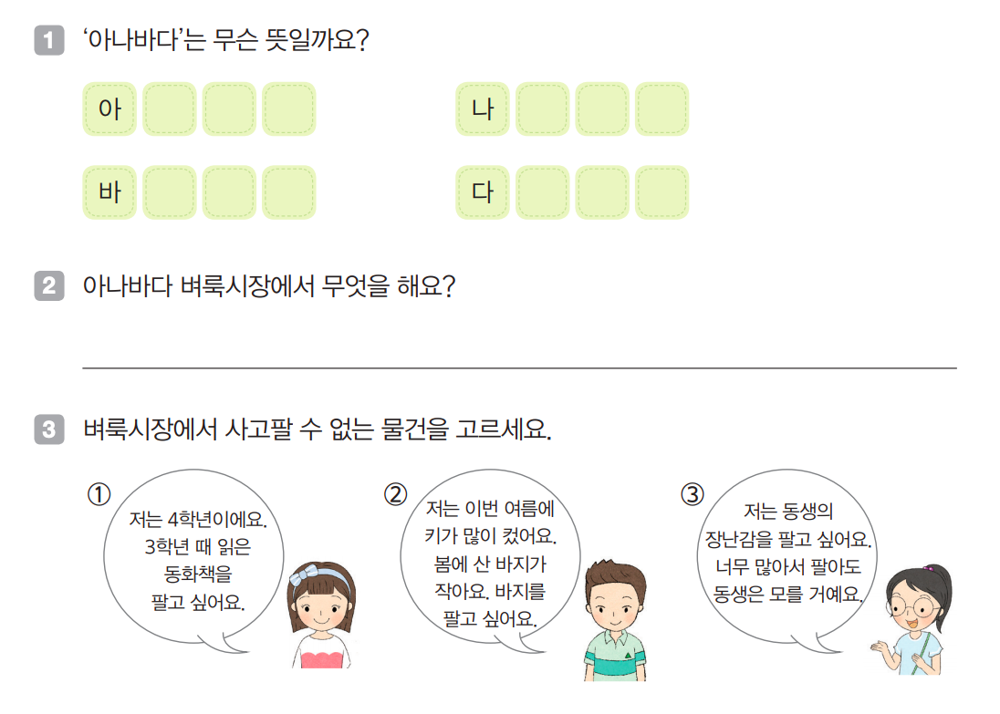 1 ‘아나바다’는 무슨 뜻일까요?
아 나
바 다
2 아나바다 벼룩시장에서 무엇을 해요?
3 벼룩시장에서 사고팔 수 없는 물건을 고르세요.
①
저는 4학년이에요.
3학년 때 읽은
동화책을
팔고 싶어요.
②
저는 이번 여름에
키가 많이 컸어요.
봄에 산 바지가
작아요. 바지를
팔고 싶어요.
③
저는 동생의
장난감을 팔고 싶어요.
너무 많아서 팔아도
동생은 모를 거예요.